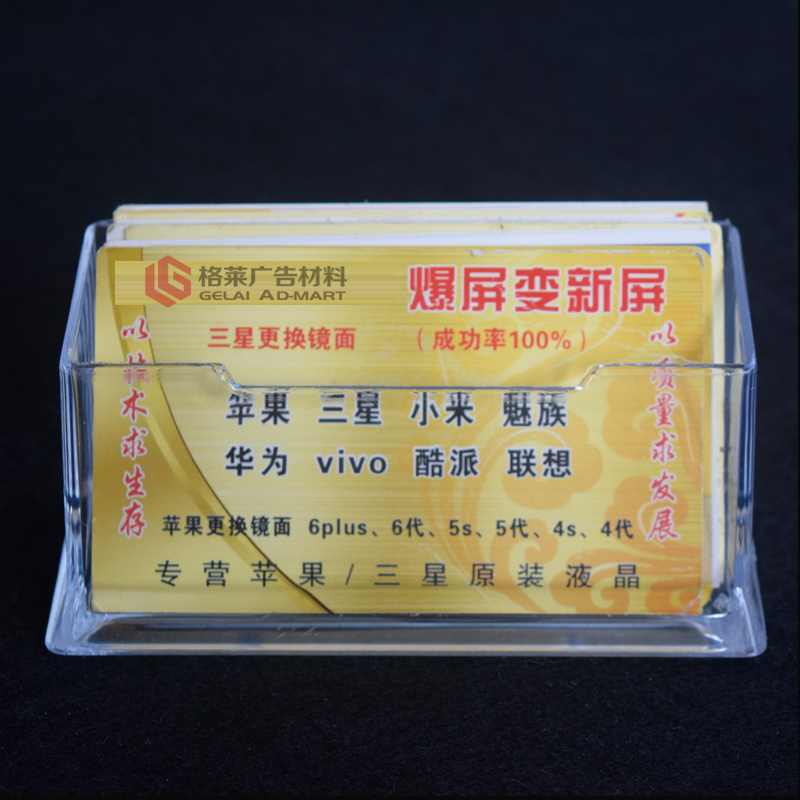 格莱广告材料
GELAI AD-MART
爆屏变新屏
三星更换镜面 （成功率100%）
以技术求生存
以质量求发展
苹果 三星 小米 魅族
华为 vivo 酷派 联想
苹果更换镜面 6plus、6代、5s、5代、4s、4代
专营苹果/三星原装液晶